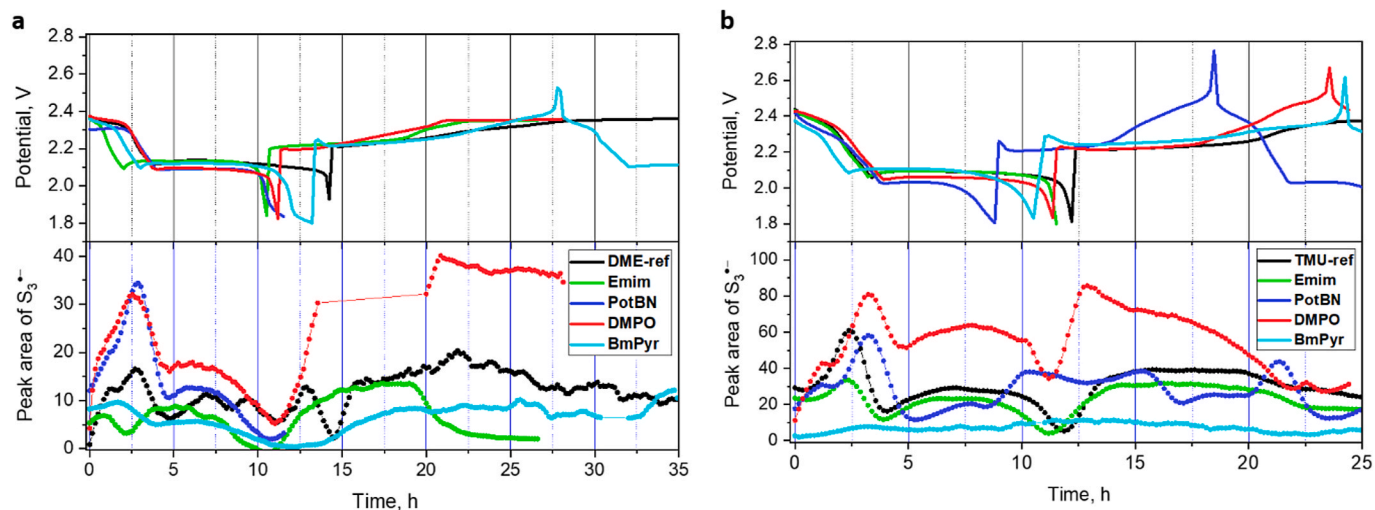 a
Potential, V
2.8
2.6
2.4
2.2
2.0
1.8
Peak area of S3•−
40
30
20
10
0
DME-ref
Emim
PotBN
DMPO
BmPyr
0 5 10 15 20 25 30 35
Time, h
b
Potential, V
2.8
2.6
2.4
2.2
2.0
1.8
Peak area of S3•−
100
80
60
40
20
0
TMU-ref
Emim
PotBN
DMPO
BmPyr
0 5 10 15 20 25
Time, h